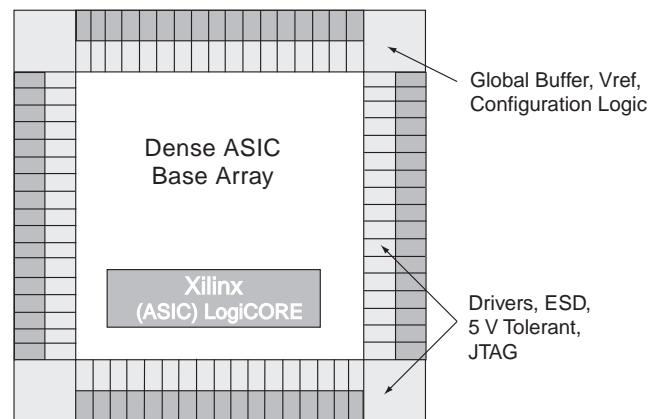 Global Buffer, Vref,
Configuration Logic
Dense ASIC
Base Array
Xilinx
(ASIC) LogiCORE
Drivers, ESD,
5 V Tolerant,
JTAG